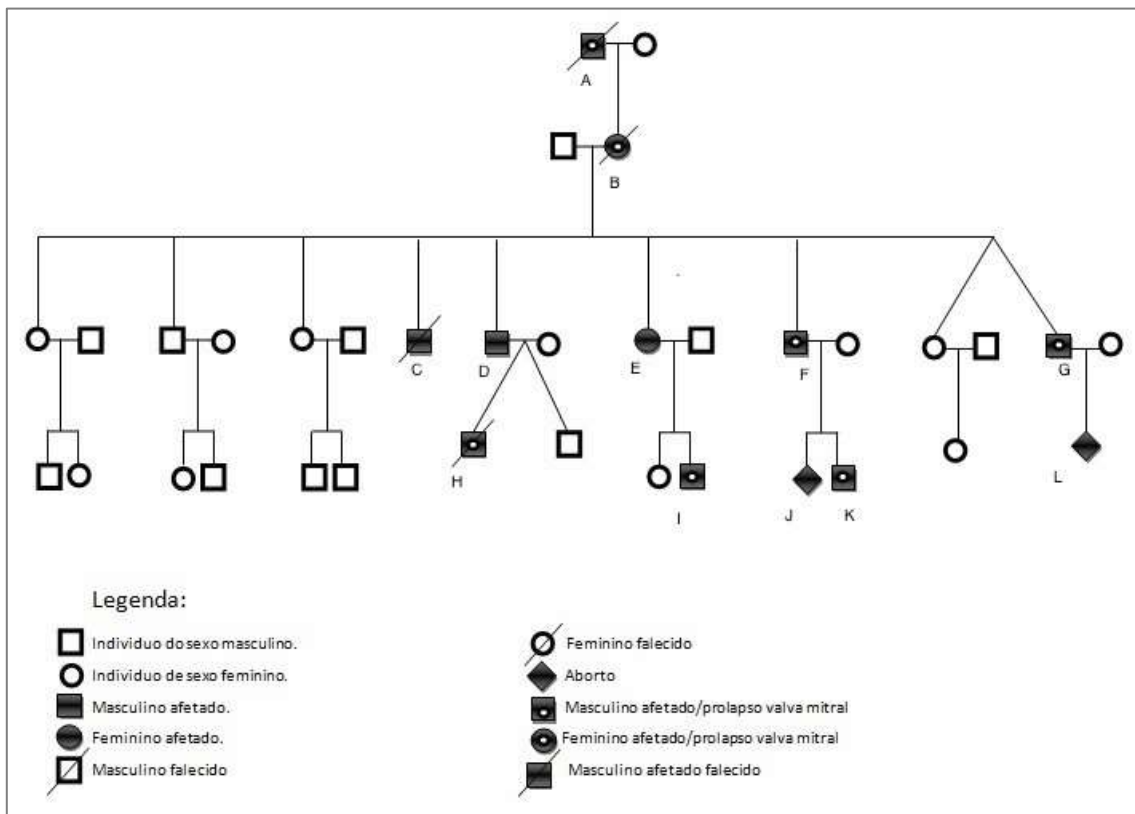 A
B
C
D
E
F
G
H
I
J
K
L
Legenda:
Individuo do sexo masculino.
Individuo de sexo feminino.
Masculino afetado.
Feminino afetado.
Masculino falecido
Feminino falecido
Aborto
Masculino afetado/prolapso valva mitral
Feminino afetado/prolapso valva mitral
Masculino afetado falecido